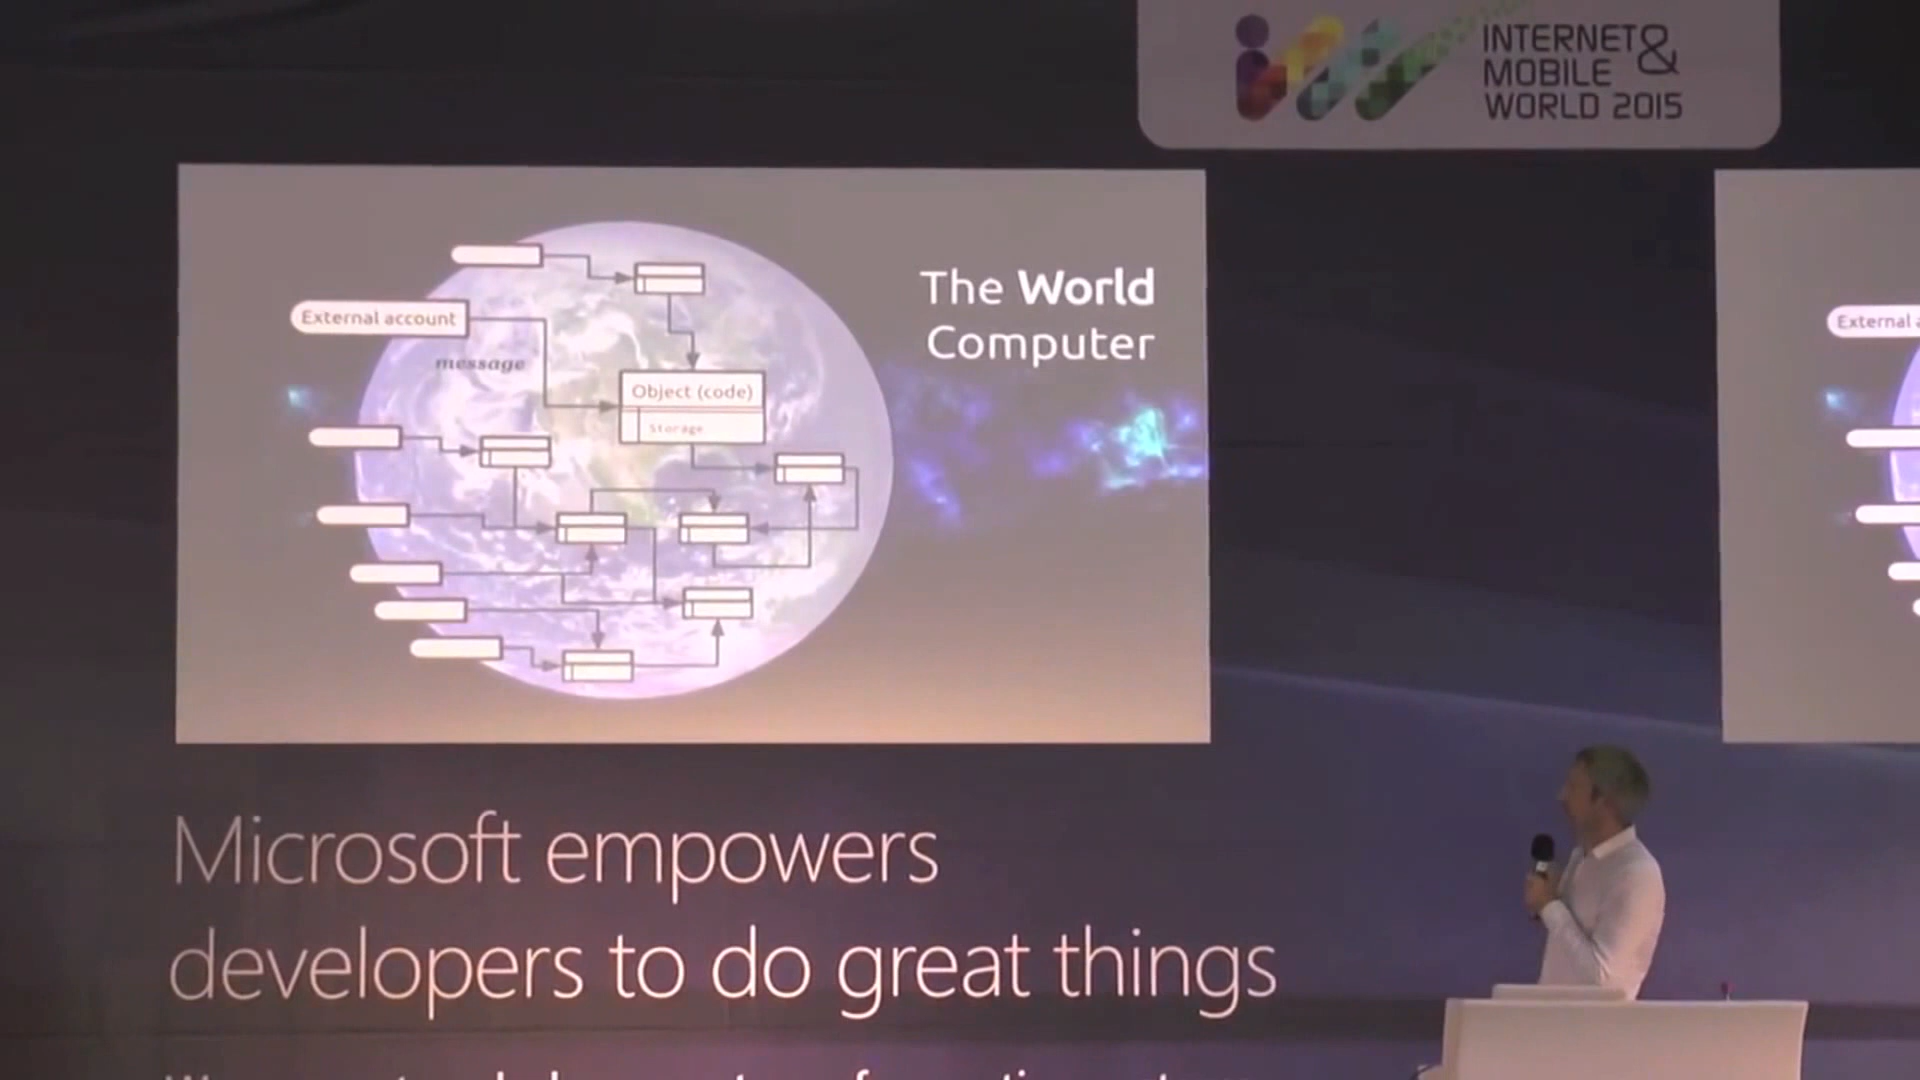 INTERNET &
MOBILE
WORLD 2015
The World
Computer
External account
message
Object (code)
Storage
External
Microsoft empowers
developers to do great things